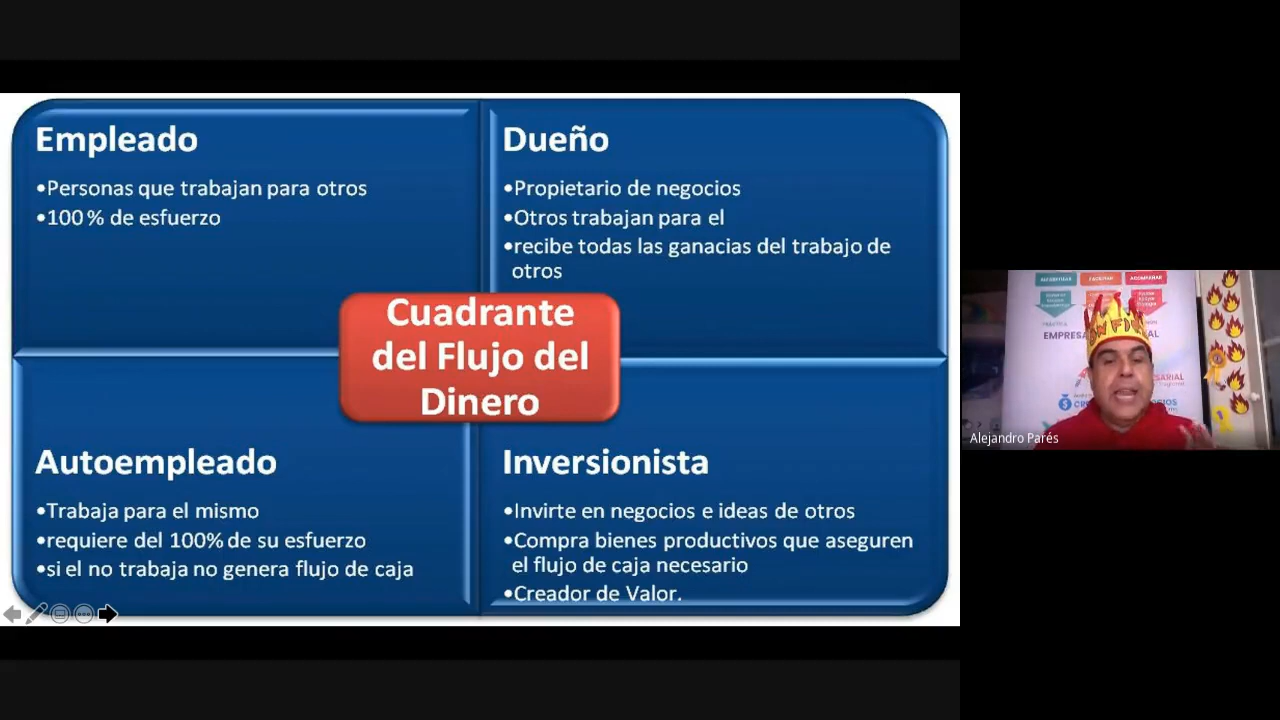 Empleado
•Personas que trabajan para otros
•100% de esfuerzo
Dueño
•Propietario de negocios
•Otros trabajan para el
•recibe todas las ganacias del trabajo de
otros
Cuadrante
del Flujo del
Dinero
Autoempleado
•Trabaja para el mismo
•requiere del 100% de su esfuerzo
•si el no trabaja no genera flujo de caja
Inversionista
•Invirte en negocios e ideas de otros
•Compra bienes productivos que aseguren
el flujo de caja necesario
•Creador de Valor.
ACOMPAÑAR
Alejandro Parés